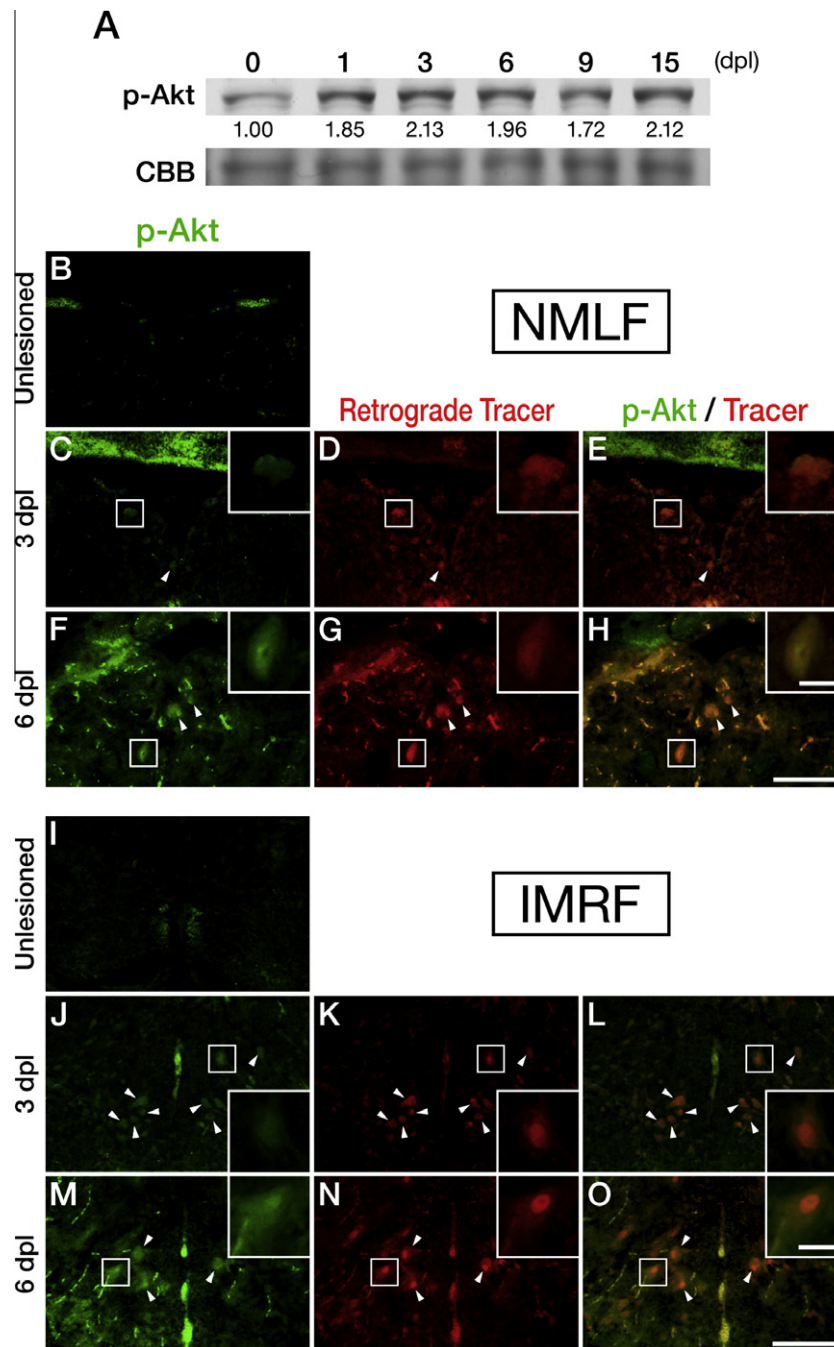 A
0 1 3 6 9 15 (dpl)
p-Akt
1.00 1.85 2.13 1.96 1.72 2.12
CBB
p-Akt
Unlesioned
B
NMLF
Retrograde Tracer
p-Akt / Tracer
3 dpl
C D E
6 dpl
F G H
Unlesioned
I
IMRF
3 dpl
J K L
6 dpl
M N O